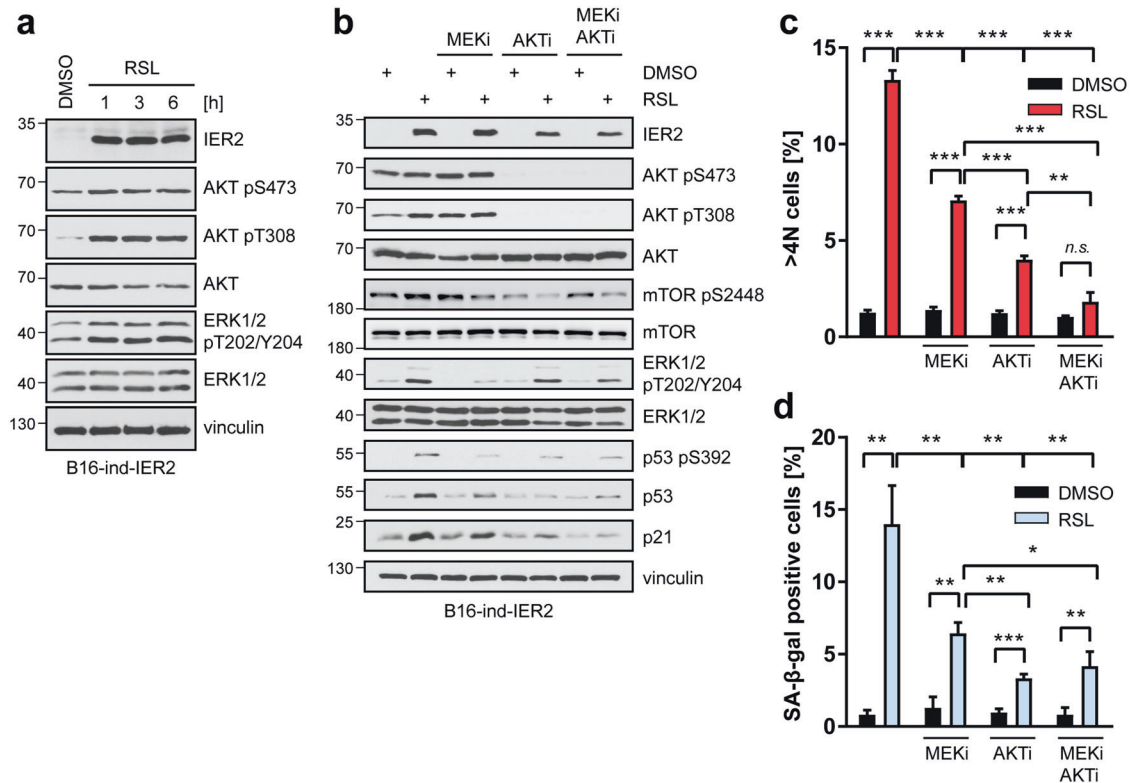 a
DMSO
RSL
1 3 6 [h]
35
IER2
70
AKT pS473
70
AKT pT308
70
AKT
40
ERK1/2
pT202/Y204
40
ERK1/2
130
vinculin
B16-ind-IER2
b
MEKi
AKTi
MEKi
AKTi
+ + + + DMSO
+ + + + RSL
35
IER2
70
AKT pS473
70
AKT pT308
70
AKT
180
mTOR pS2448
180
mTOR
40
ERK1/2
pT202/Y204
40
ERK1/2
55
p53 pS392
55
p53
25
p21
130
vinculin
B16-ind-IER2
c
>4N cells [%]
15
10
5
0
*** *** *** ***
DMSO
RSL
***
*** ***
**
***
n.s.
MEKi
AKTi
MEKi
AKTi
d
SA-β-gal positive cells [%]
20
15
10
5
0
** ** ** **
DMSO
RSL
*
** **
***
**
MEKi
AKTi
MEKi
AKTi